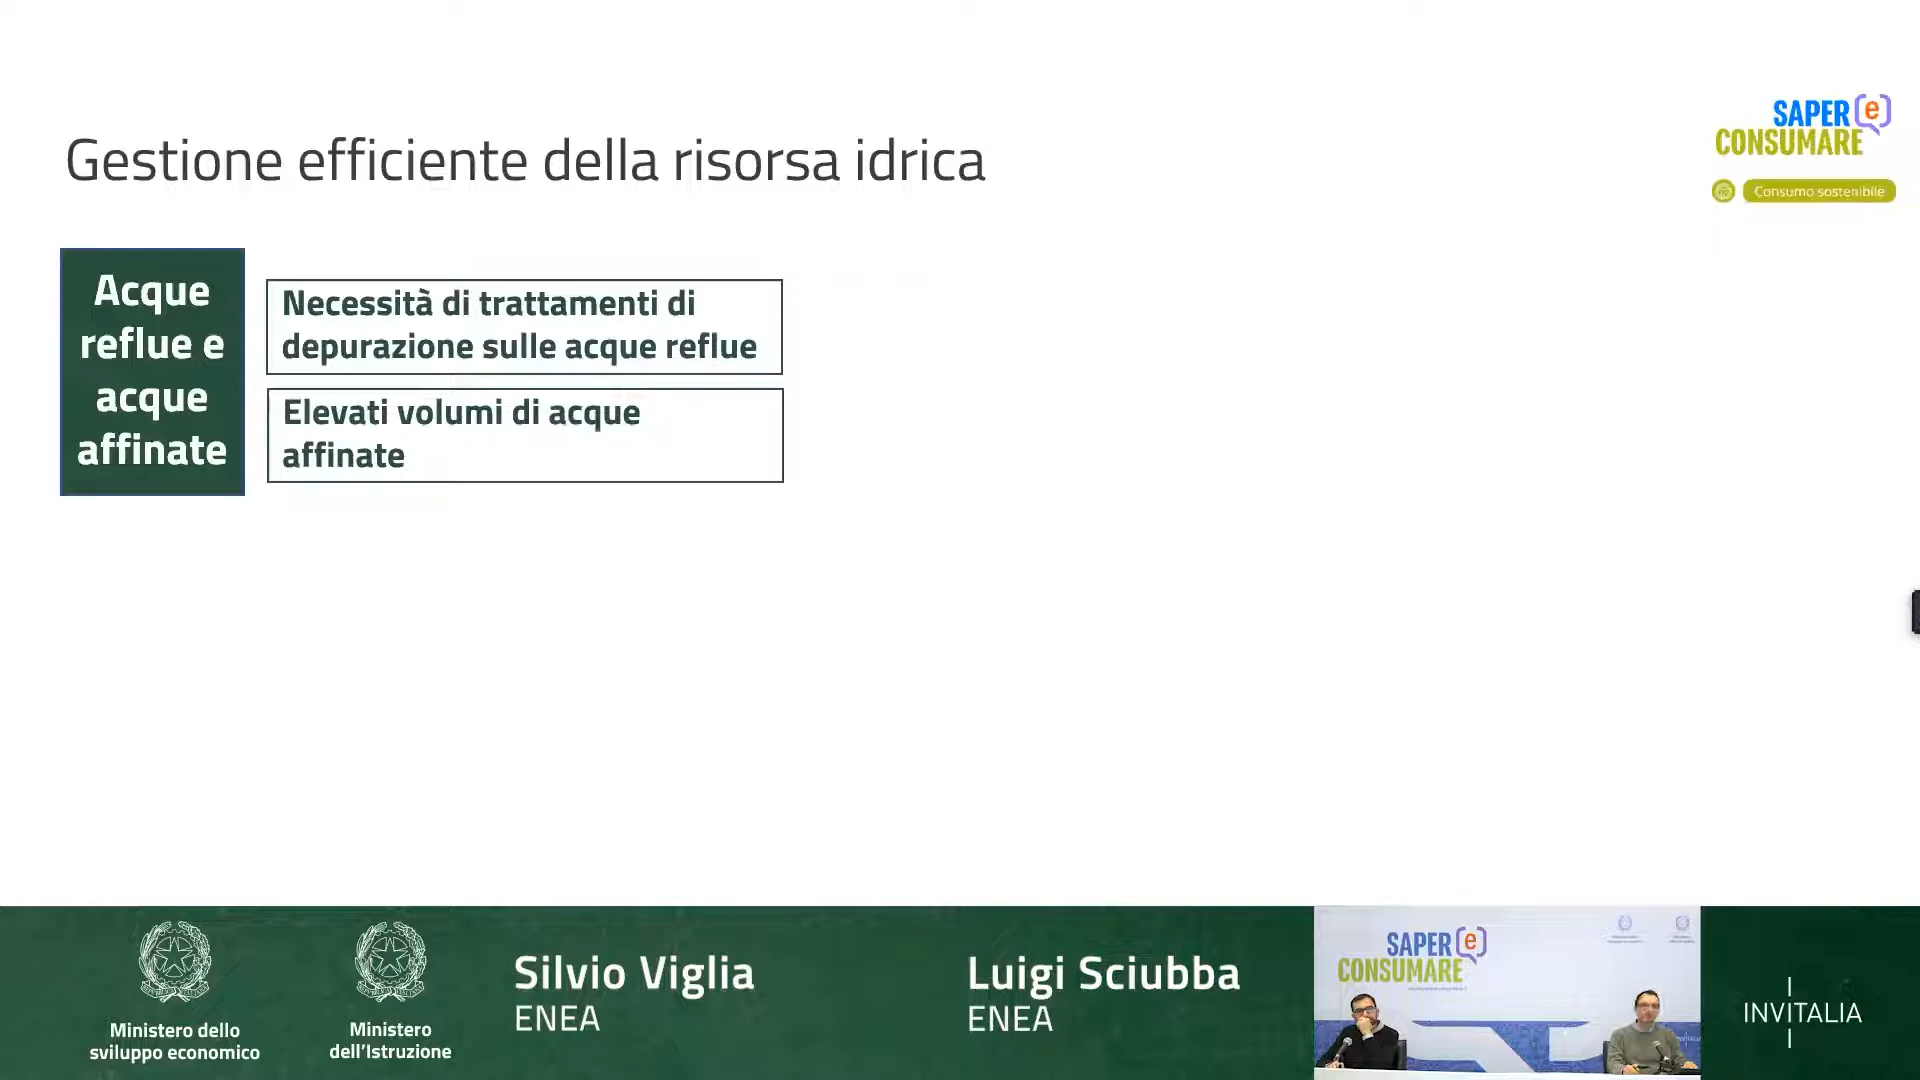 SAPER(e)
CONSUMARE
Consumo sostenibile
Gestione efficiente della risorsa idrica
Acque
reflue e
acque
affinate
Necessità di trattamenti di
depurazione sulle acque reflue
Elevati volumi di acque
affinate
Ministero dello
sviluppo economico
Ministero
dell'Istruzione
Silvio Viglia
ENEA
Luigi Sciubba
ENEA
SAPER(e)
CONSUMARE
INVITALIA